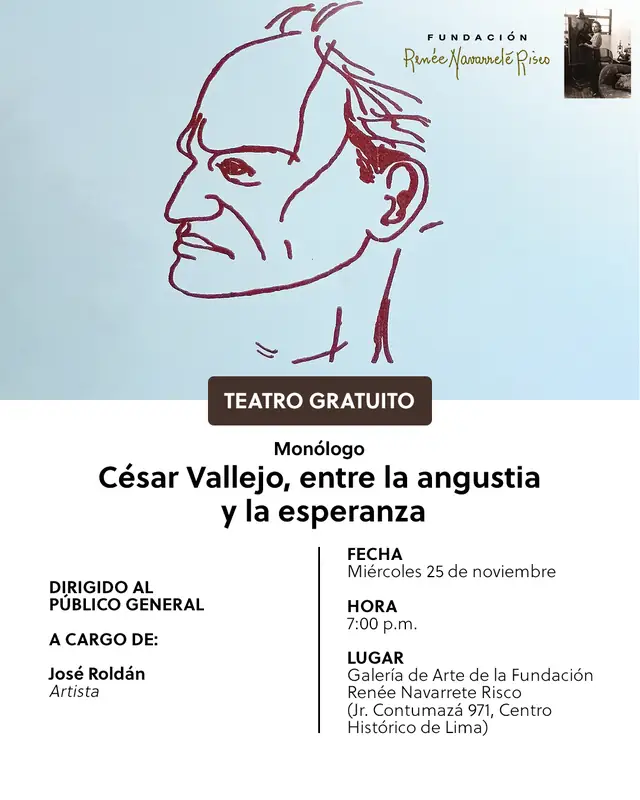 FUNDACIÓN
Renée Navarrete Risco
TEATRO GRATUITO
Monólogo
César Vallejo, entre la angustia
y la esperanza
DIRIGIDO AL
PÚBLICO GENERAL
A CARGO DE:
José Roldán
Artista
FECHA
Miércoles 25 de noviembre
HORA
7:00 p.m.
LUGAR
Galería de Arte de la Fundación
Renée Navarrete Risco
(Jr. Contumazá 971, Centro
Histórico de Lima)